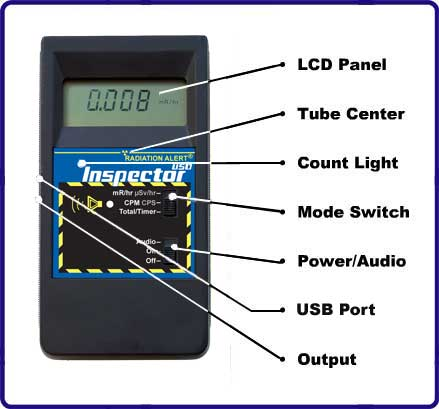 0.008 mR/hr
LCD Panel
Tube Center
RADIATION ALERT®
Count Light
Inspector USB
mR/hr µSv/hr
CPM CPS
Total/Timer
Mode Switch
Audio
On
Off
Power/Audio
USB Port
Output